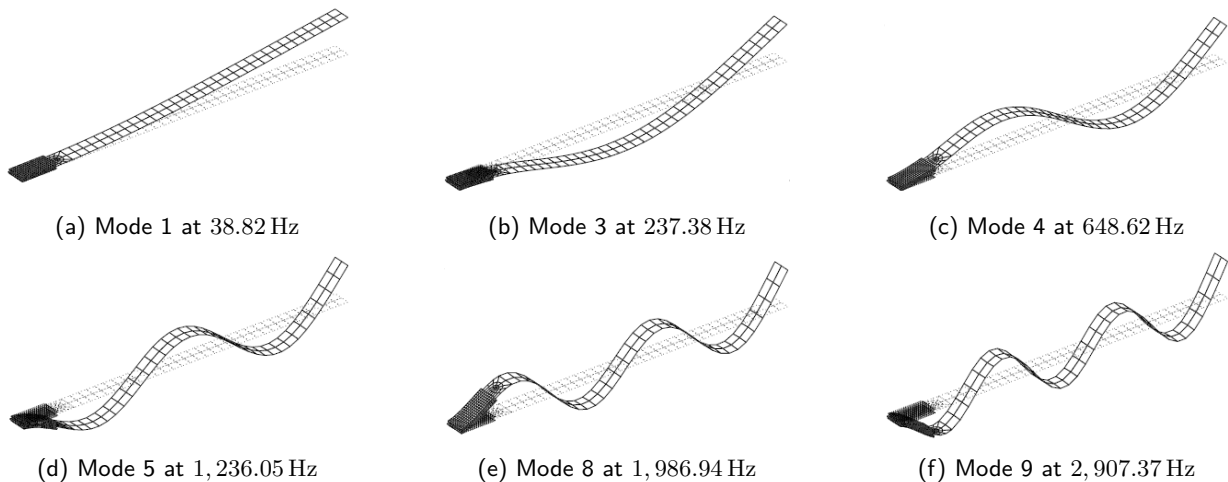 (a) Mode 1 at 38.82 Hz
(b) Mode 3 at 237.38 Hz
(c) Mode 4 at 648.62 Hz
(d) Mode 5 at 1, 236.05 Hz
(e) Mode 8 at 1, 986.94 Hz
(f) Mode 9 at 2, 907.37 Hz